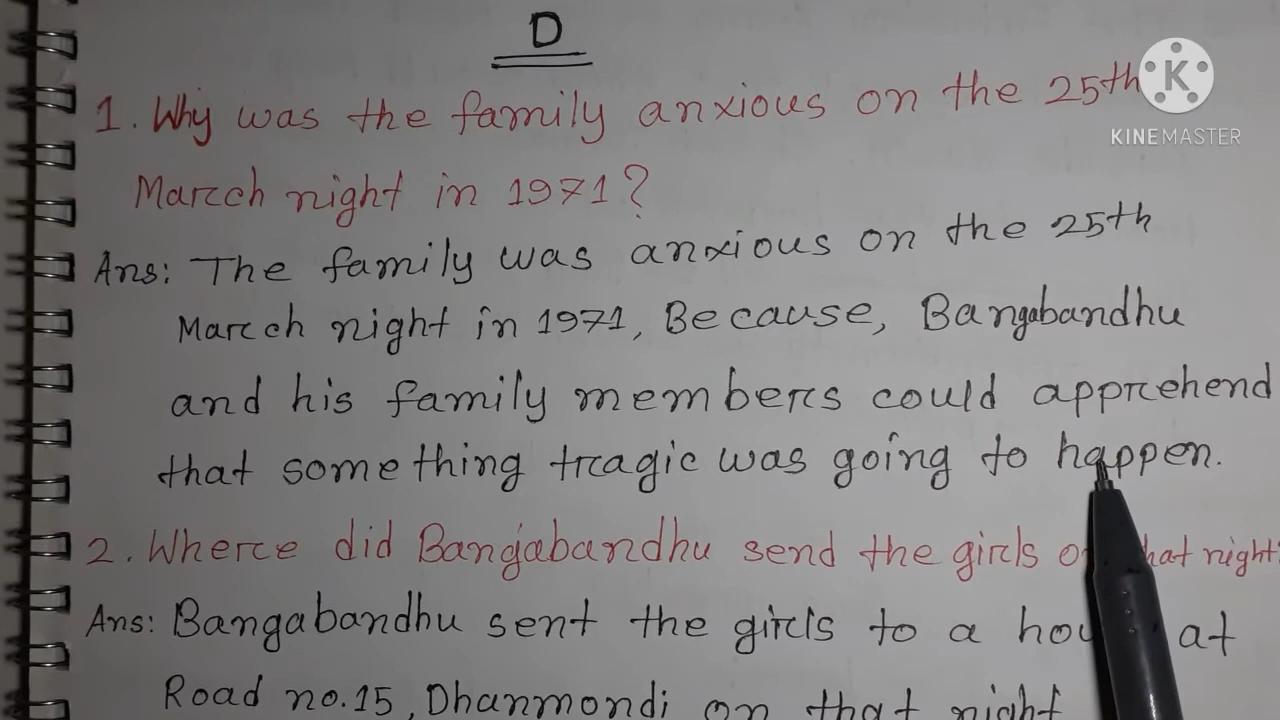 D
1. Why was the family anxious on the 25th
March night in 1971?
Ans: The family was anxious on the 25th
March night in 1971, Because, Bangabandhu
and his family members could apprehend
that something tragic was going to happen.
2. Where did Bangabandhu send the girls on that night
Ans: Bangabandhu sent the girls to a at
Road no.15, Dhanmondi on that night
K
KINEMASTER